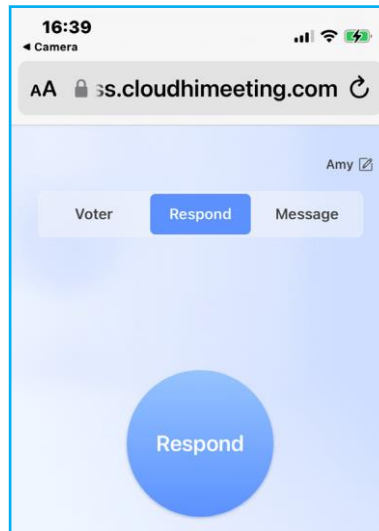 16:39
◀ Camera
AA ss.cloudhimeeting.com
Amy
Voter Respond Message
Respond